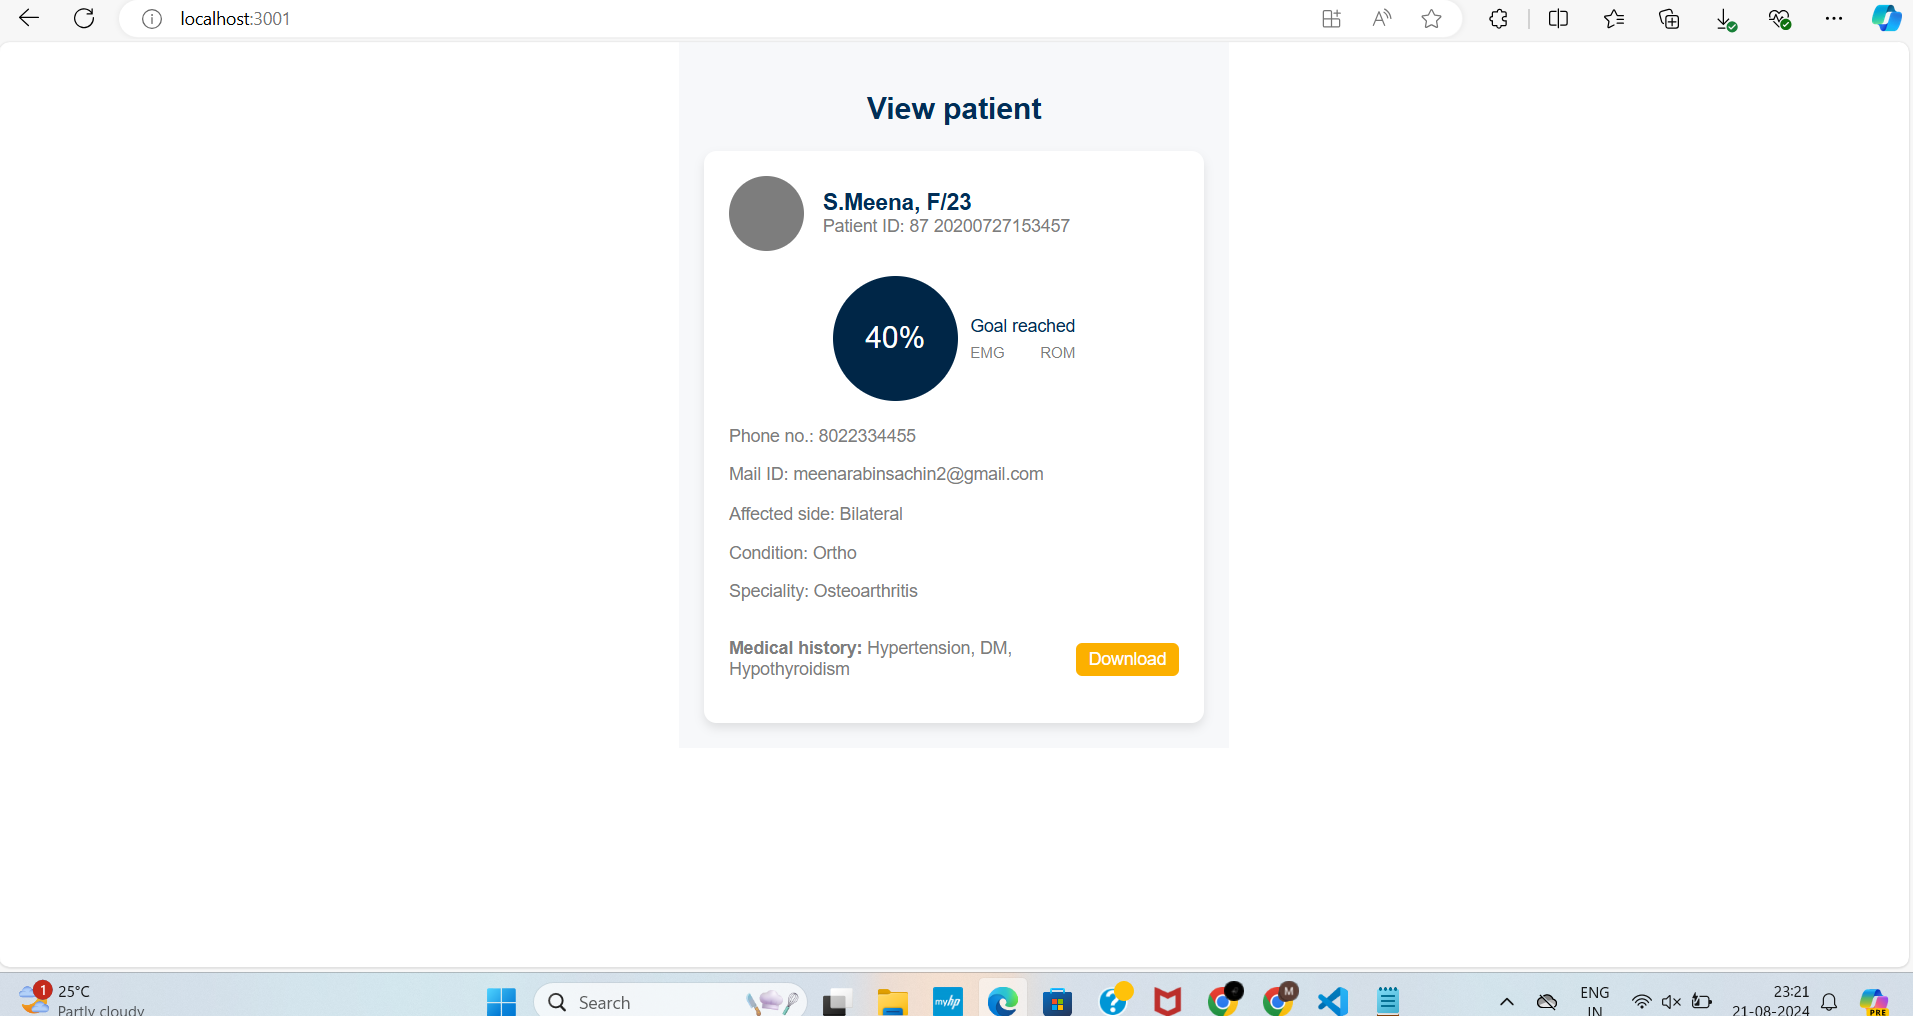 localhost:3001
View patient
S.Meena, F/23
Patient ID: 87 20200727153457
40%
Goal reached
EMG ROM
Phone no.: 8022334455
Mail ID: meenarabinsachin2@gmail.com
Affected side: Bilateral
Condition: Ortho
Speciality: Osteoarthritis
Medical history: Hypertension, DM,
Hypothyroidism
Download
1
25°C
Partly cloudy
Search
myhp
M
ENG
IN
23:21
21-08-2024
PRE